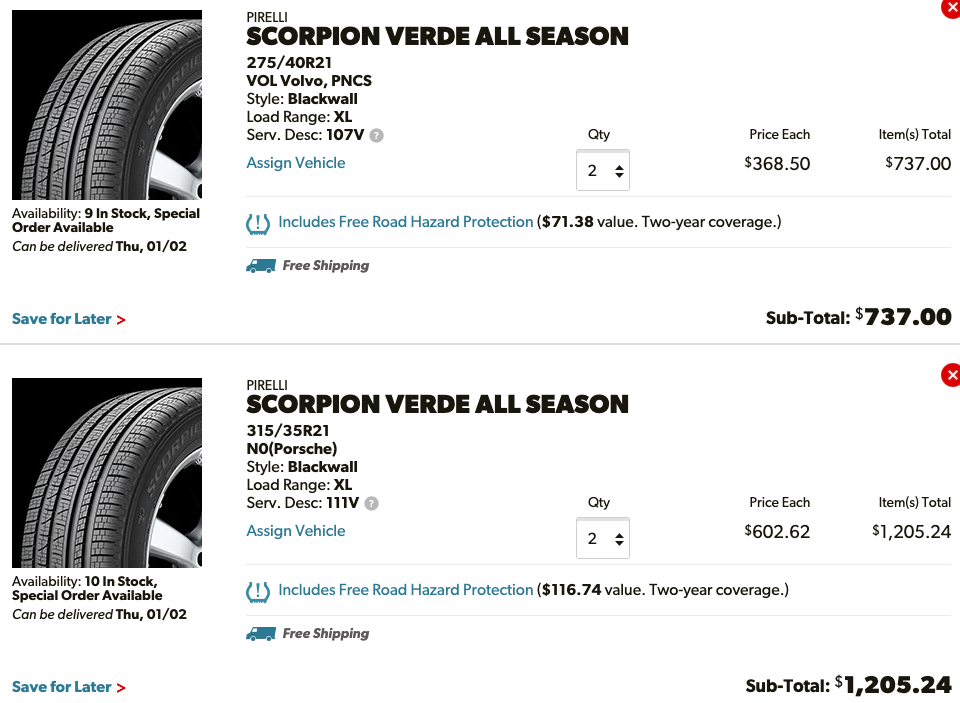 PIRELLI
SCORPION VERDE ALL SEASON
275/40R21
VOL Volvo, PNCS
Style: Blackwall
Load Range: XL
Serv. Desc: 107V ?
Assign Vehicle
Qty
2
Price Each
$368.50
Item(s) Total
$737.00
Availability: 9 In Stock, Special
Order Available
Can be delivered Thu, 01/02
Includes Free Road Hazard Protection ($71.38 value. Two-year coverage.)
Free Shipping
Save for Later >
Sub-Total: $737.00
PIRELLI
SCORPION VERDE ALL SEASON
315/35R21
N0(Porsche)
Style: Blackwall
Load Range: XL
Serv. Desc: 111V ?
Assign Vehicle
Qty
2
Price Each
$602.62
Item(s) Total
$1,205.24
Availability: 10 In Stock,
Special Order Available
Can be delivered Thu, 01/02
Includes Free Road Hazard Protection ($116.74 value. Two-year coverage.)
Free Shipping
Save for Later >
Sub-Total: $1,205.24